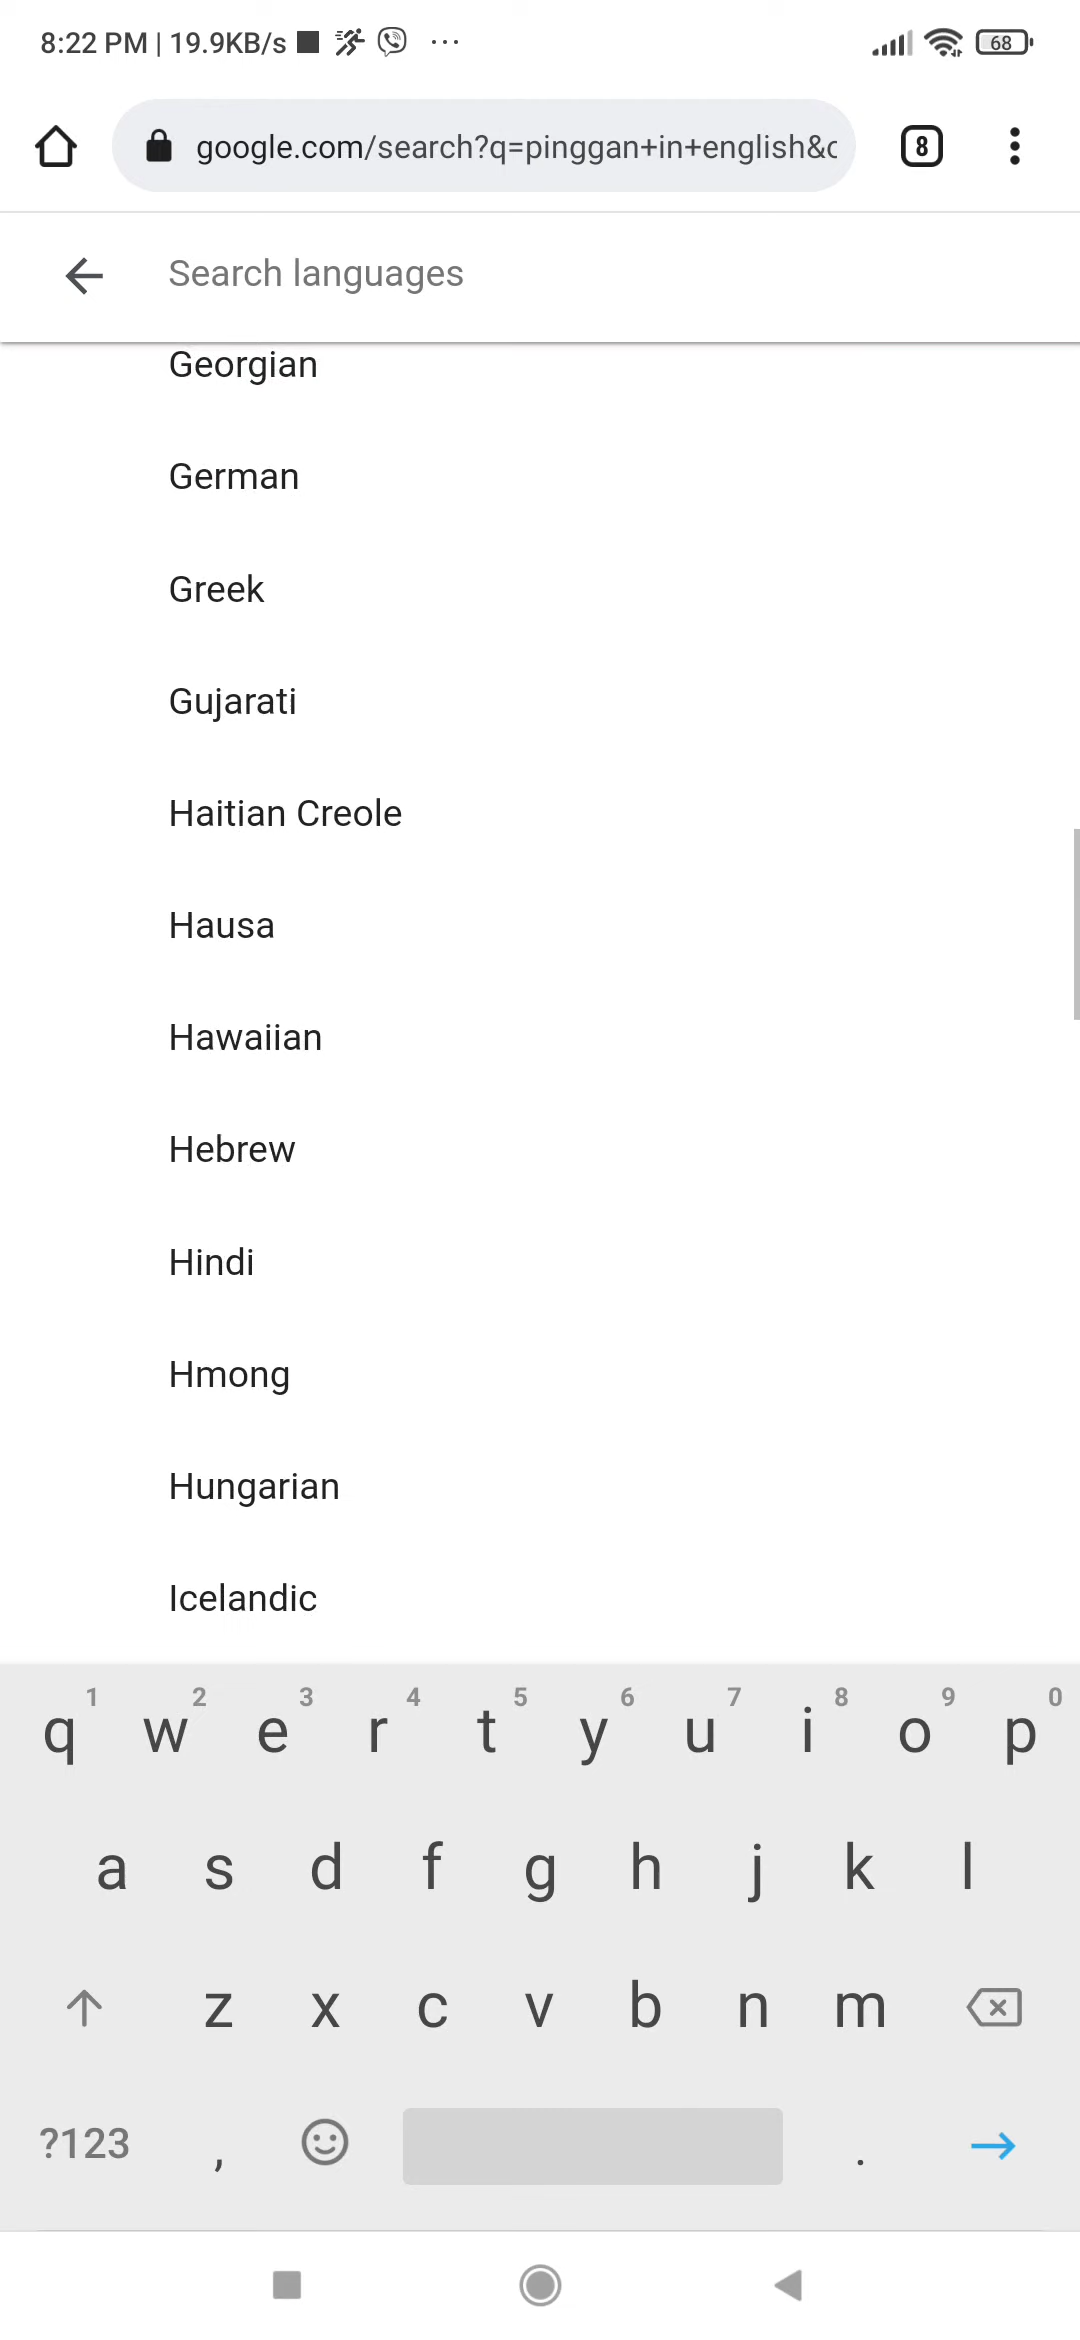 8:22 PM | 19.9KB/s ... 68
google.com/search?q=pinggan+in+english&c
8
Search languages
Georgian
German
Greek
Gujarati
Haitian Creole
Hausa
Hawaiian
Hebrew
Hindi
Hmong
Hungarian
Icelandic
1 2 3 4 5 6 7 8 9 0
q w e r t y u i o p
a s d f g h j k l
z x c v b n m
?123 , .